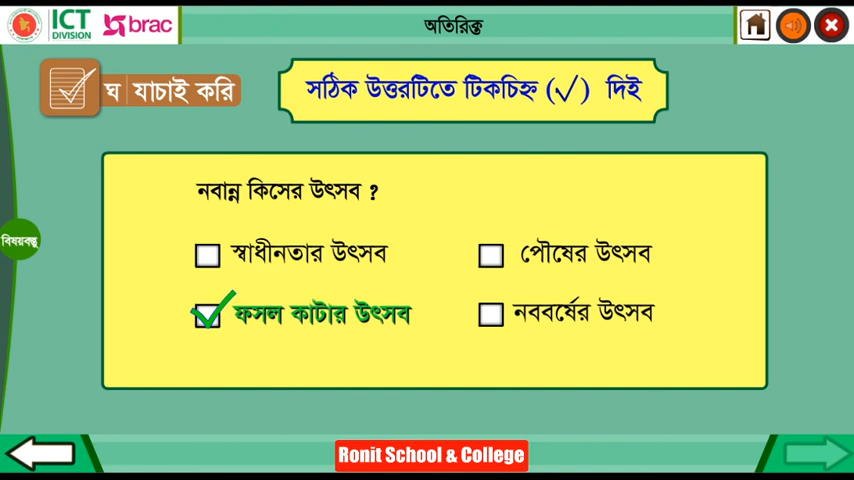 ICT
DIVISION
brac
অতিরিক্ত
ঘ যাচাই করি
সঠিক উত্তরটিতে টিকচিহ্ন (✓) দিই
নবান্ন কিসের উৎসব ?
স্বাধীনতার উৎসব
পৌষের উৎসব
ফসল কাটার উৎসব
নববর্ষের উৎসব
বিষয়বস্তু
Ronit School & College